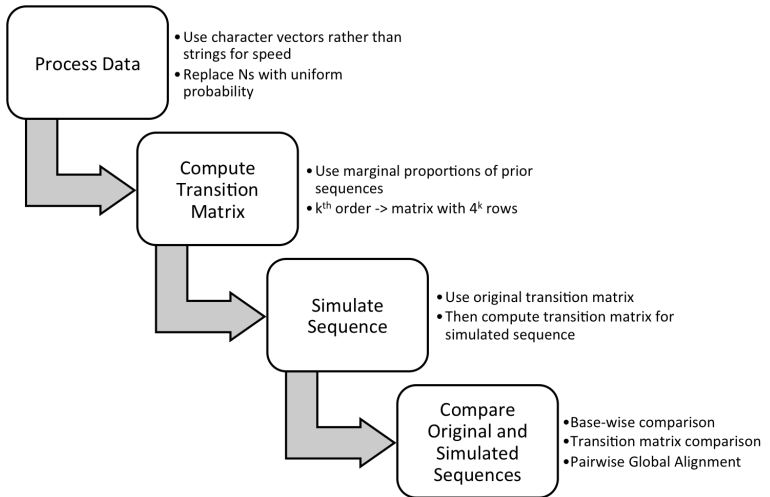 Process Data
•Use character vectors rather than
strings for speed
•Replace Ns with uniform
probability
Compute
Transition
Matrix
•Use marginal proportions of prior
sequences
•kth order -> matrix with 4k rows
Simulate
Sequence
•Use original transition matrix
•Then compute transition matrix for
simulated sequence
Compare
Original and
Simulated
Sequences
•Base-wise comparison
•Transition matrix comparison
•Pairwise Global Alignment